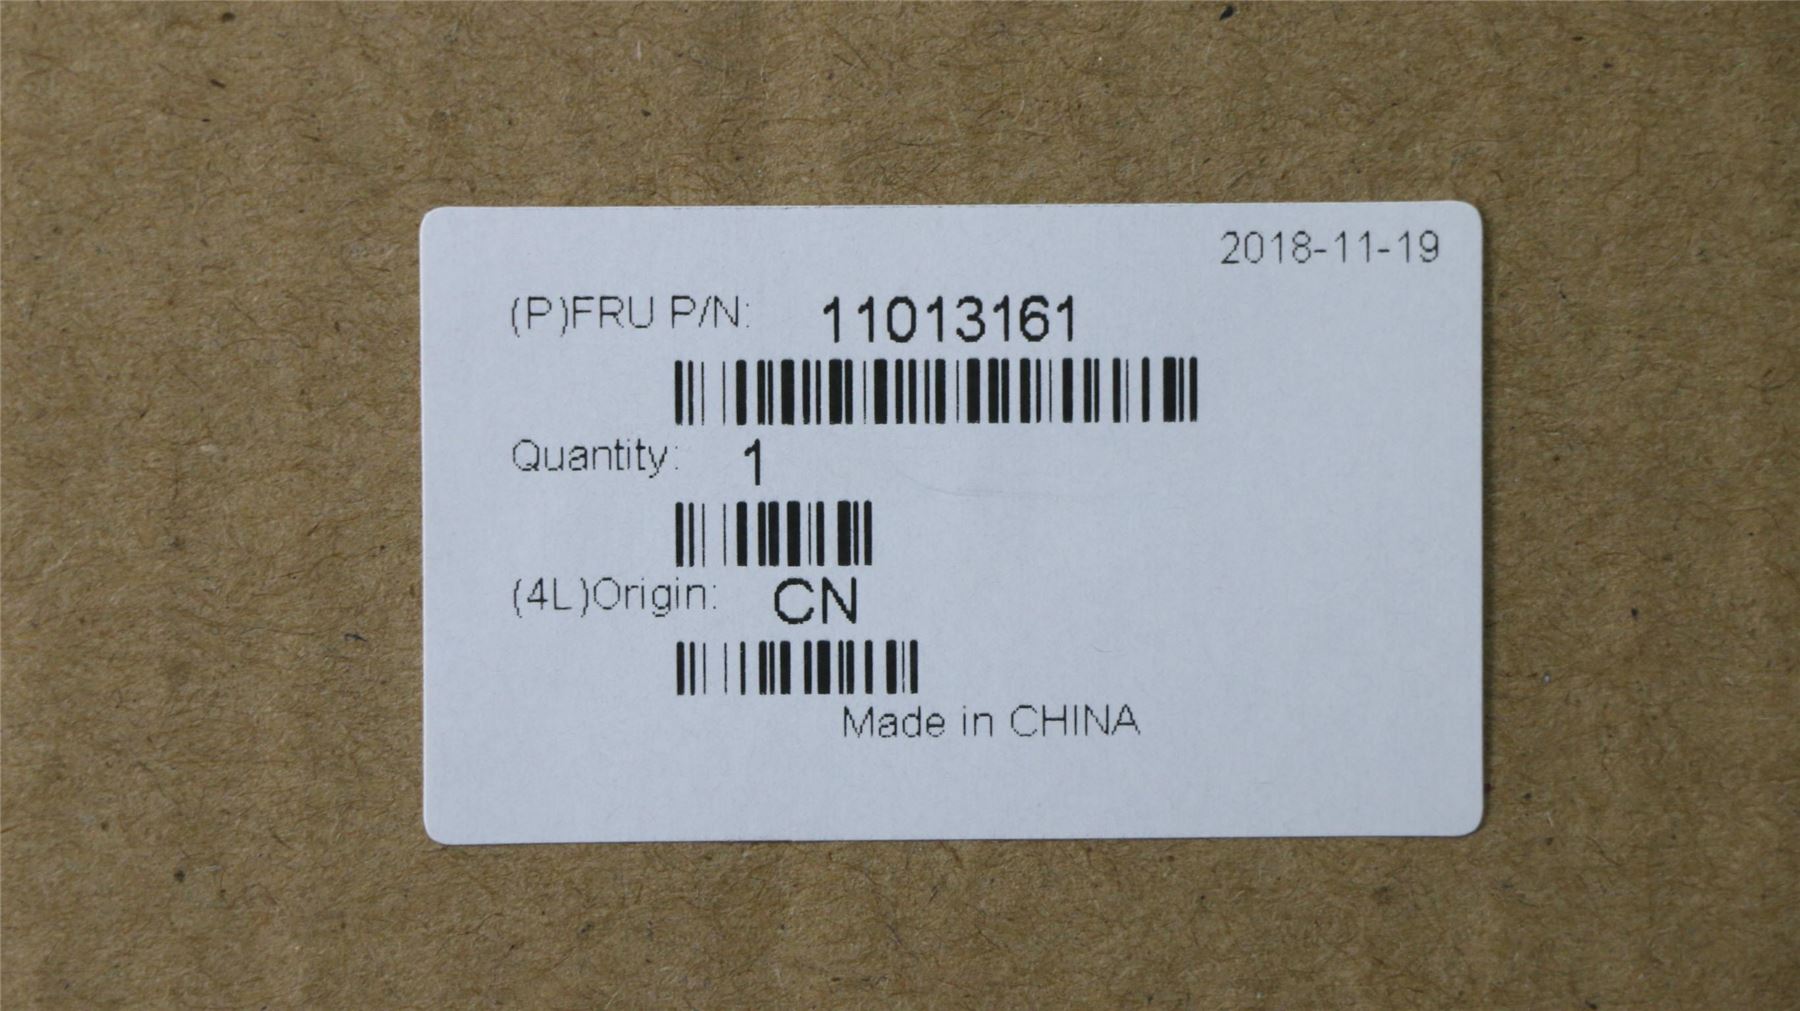 2018-11-19
(P)FRU P/N: 11013161
Quantity: 1
(4L)Origin: CN
Made in CHINA